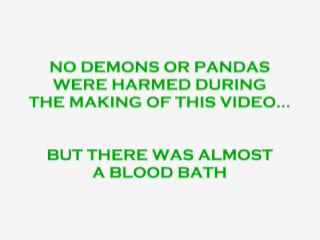 NO DEMONS OR PANDAS
WERE HARMED DURING
THE MAKING OF THIS VIDEO...
BUT THERE WAS ALMOST
A BLOOD BATH